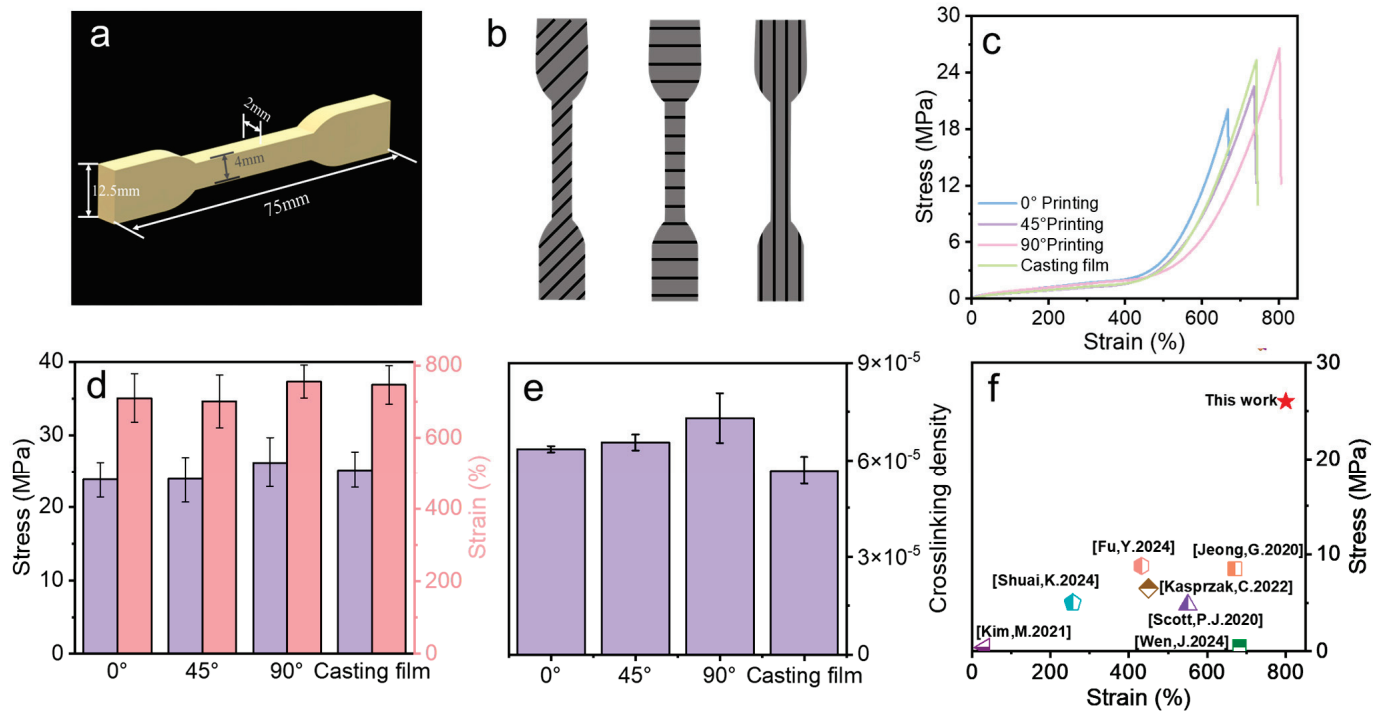 a
2mm
4mm
12.5mm
75mm
b
c
30
24
18
12
6
0
Stress (MPa)
0° Printing
45°Printing
90°Printing
Casting film
0
200
400
600
800
Strain (%)
d
40
35
30
25
20
5
0
Stress (MPa)
800
700
600
400
200
0
Strain (%)
0°
45°
90°
Casting film
e
9×10⁻⁵
6×10⁻⁵
3×10⁻⁵
0
Crosslinking density
0°
45°
90°
Casting film
f
This work
[Fu,Y.2024]
[Jeong,G.2020]
[Shuai,K.2024]
[Kasprzak,C.2022]
[Scott,P.J.2020]
[Kim,M.2021]
[Wen,J.2024]
30
20
10
0
Stress (MPa)
0
200
400
600
800
Strain (%)